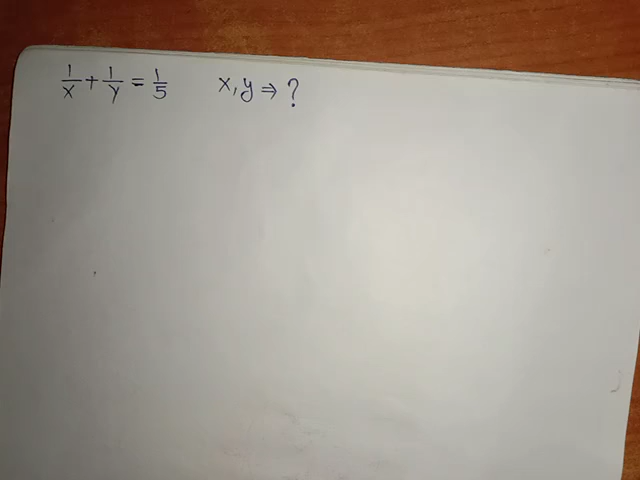 1/x + 1/y = 1/5 x, y ⇒ ?